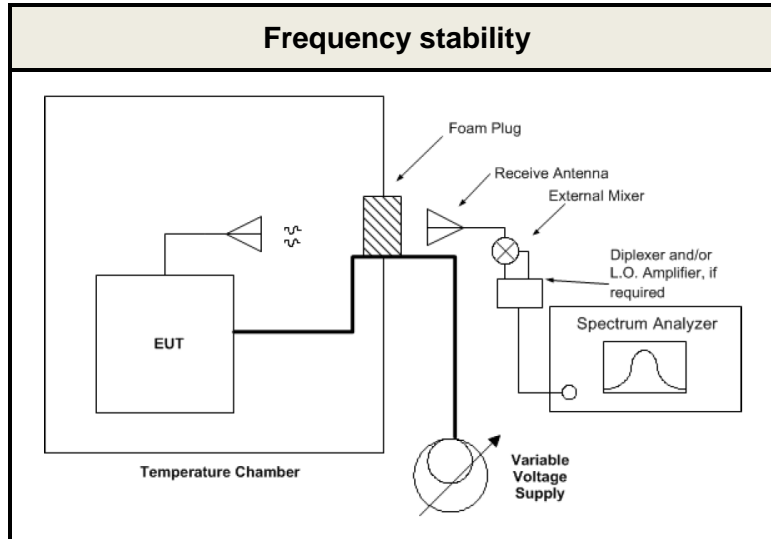 Frequency stability
Foam Plug
Receive Antenna
External Mixer
Diplexer and/or
L.O. Amplifier, if
required
Spectrum Analyzer
EUT
Temperature Chamber
Variable
Voltage
Supply